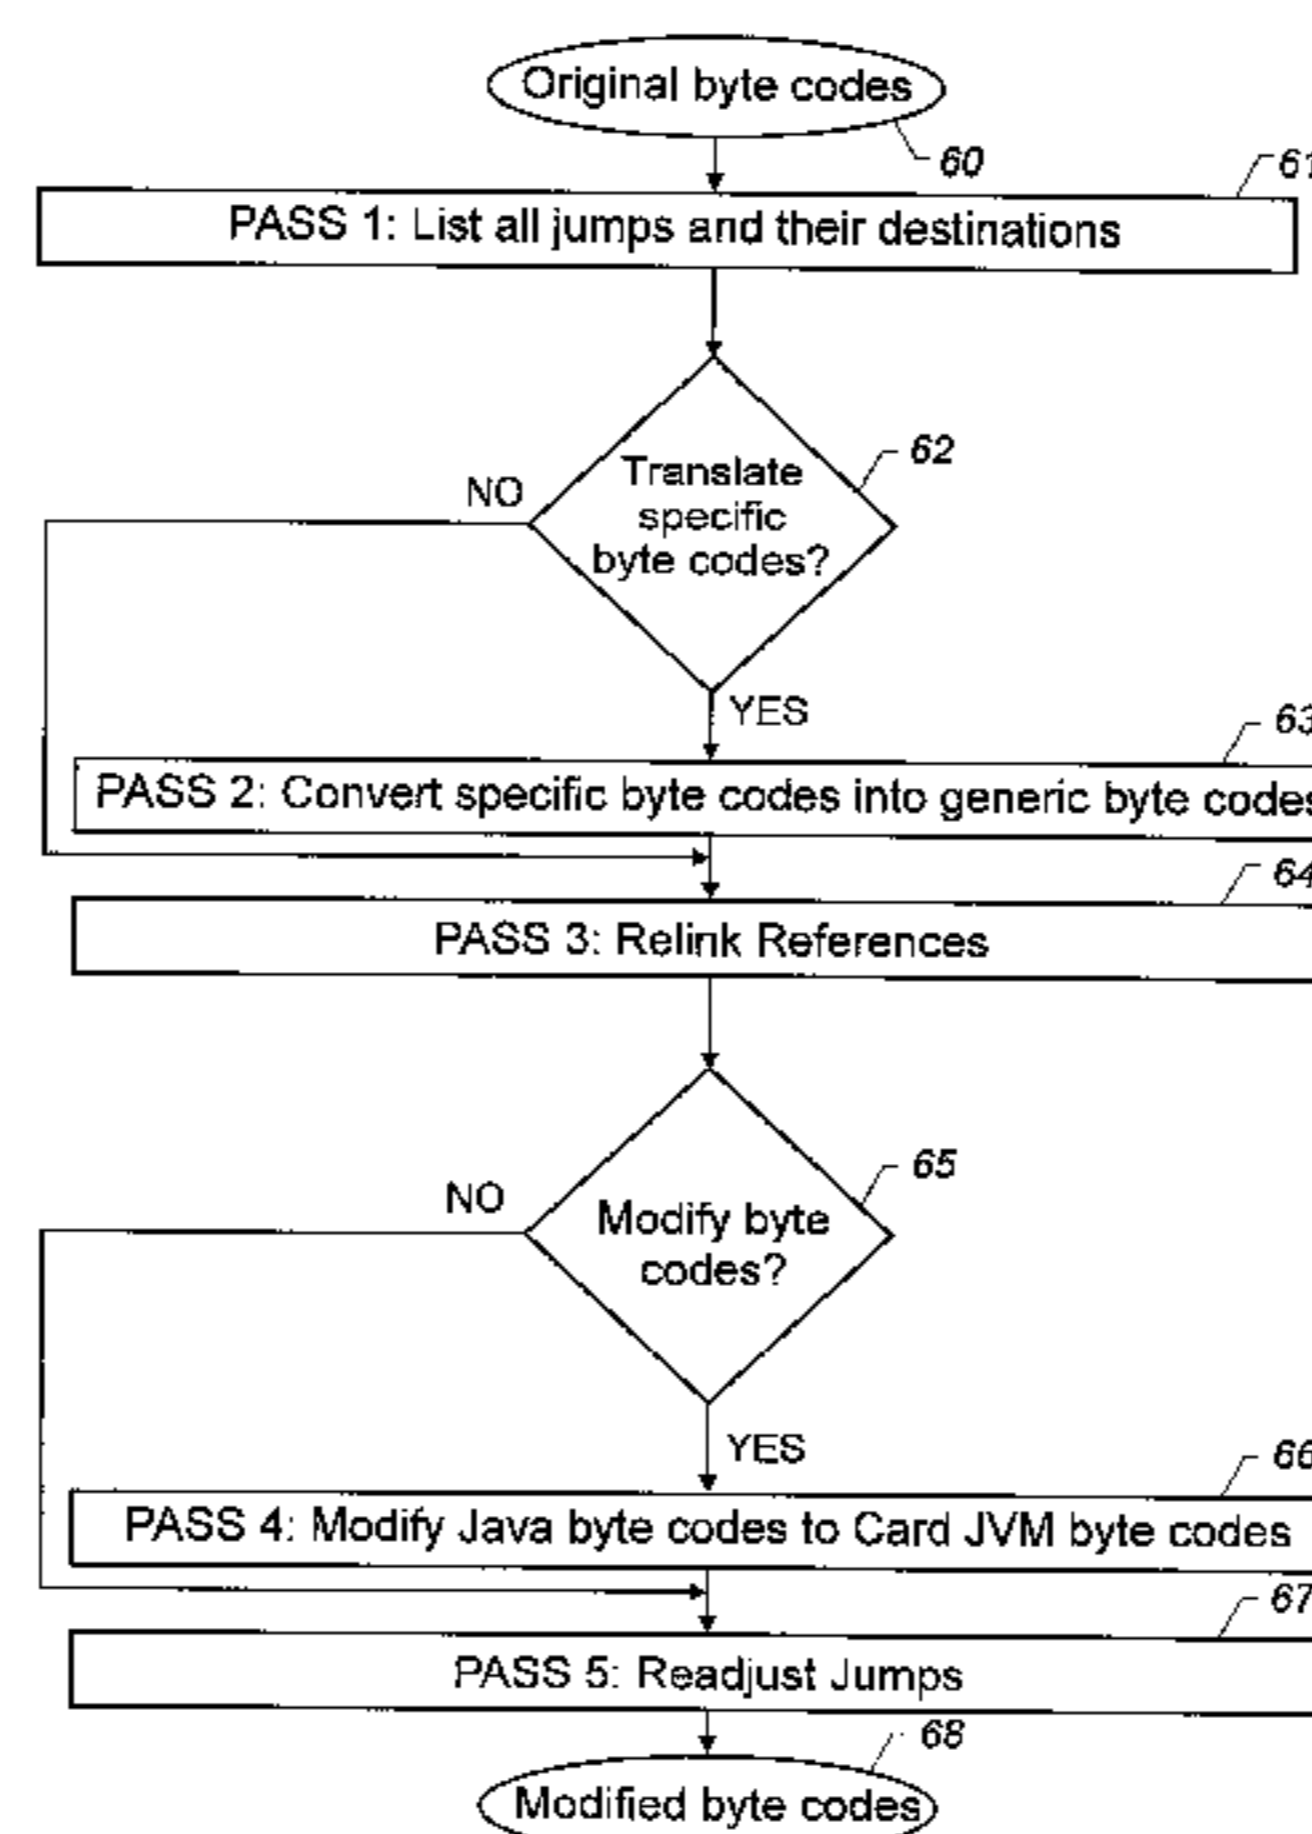 Original byte codes
60
61
PASS 1: List all jumps and their destinations
62
Translate
specific
byte codes?
NO
YES
63
PASS 2: Convert specific byte codes into generic byte codes
64
PASS 3: Relink References
65
NO
Modify byte
codes?
YES
66
PASS 4: Modify Java byte codes to Card JVM byte codes
67
PASS 5: Readjust Jumps
68
Modified byte codes